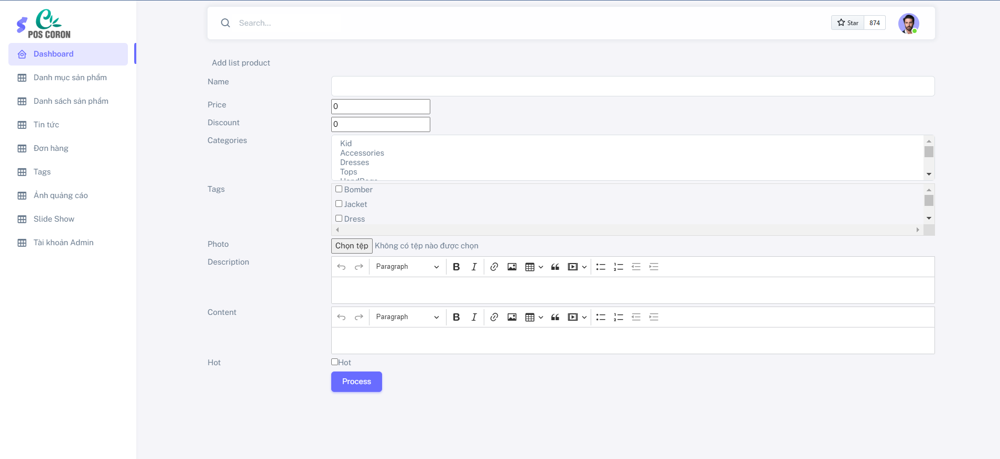 POS CORON
Dashboard
Danh mục sản phẩm
Danh sách sản phẩm
Tin tức
Đơn hàng
Tags
Ảnh quảng cáo
Slide Show
Tài khoản Admin
Search...
Star 874
Add list product
Name
Price 0
Discount 0
Categories
Kid
Accessories
Dresses
Tops
HandBags
Tags
Bomber
Jacket
Dress
Photo Chọn tệp Không có tệp nào được chọn
Description
Paragraph
Content
Paragraph
Hot Hot
Process